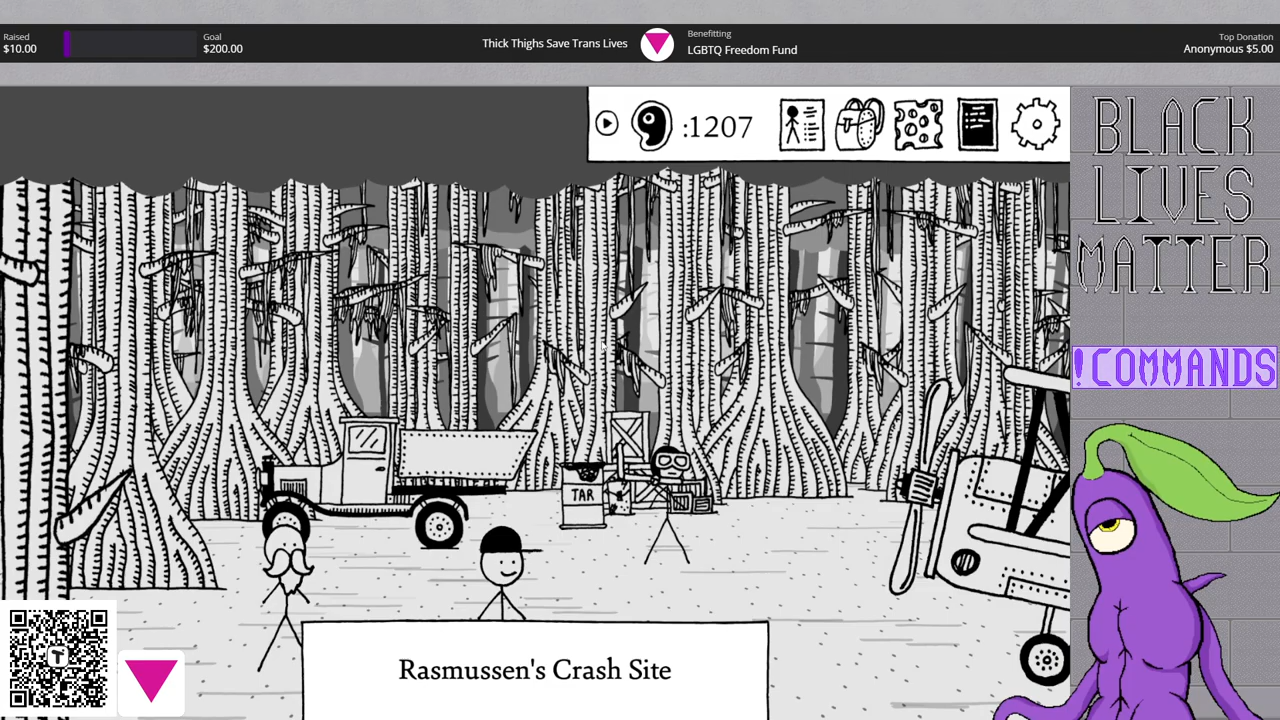 Raised
$10.00
Goal
$200.00
Thick Thighs Save Trans Lives
Benefitting
LGBTQ Freedom Fund
Top Donation
Anonymous $5.00
:1207
BLACK
LIVES
MATTER
!COMMANDS
TAR
Rasmussen's Crash Site
T